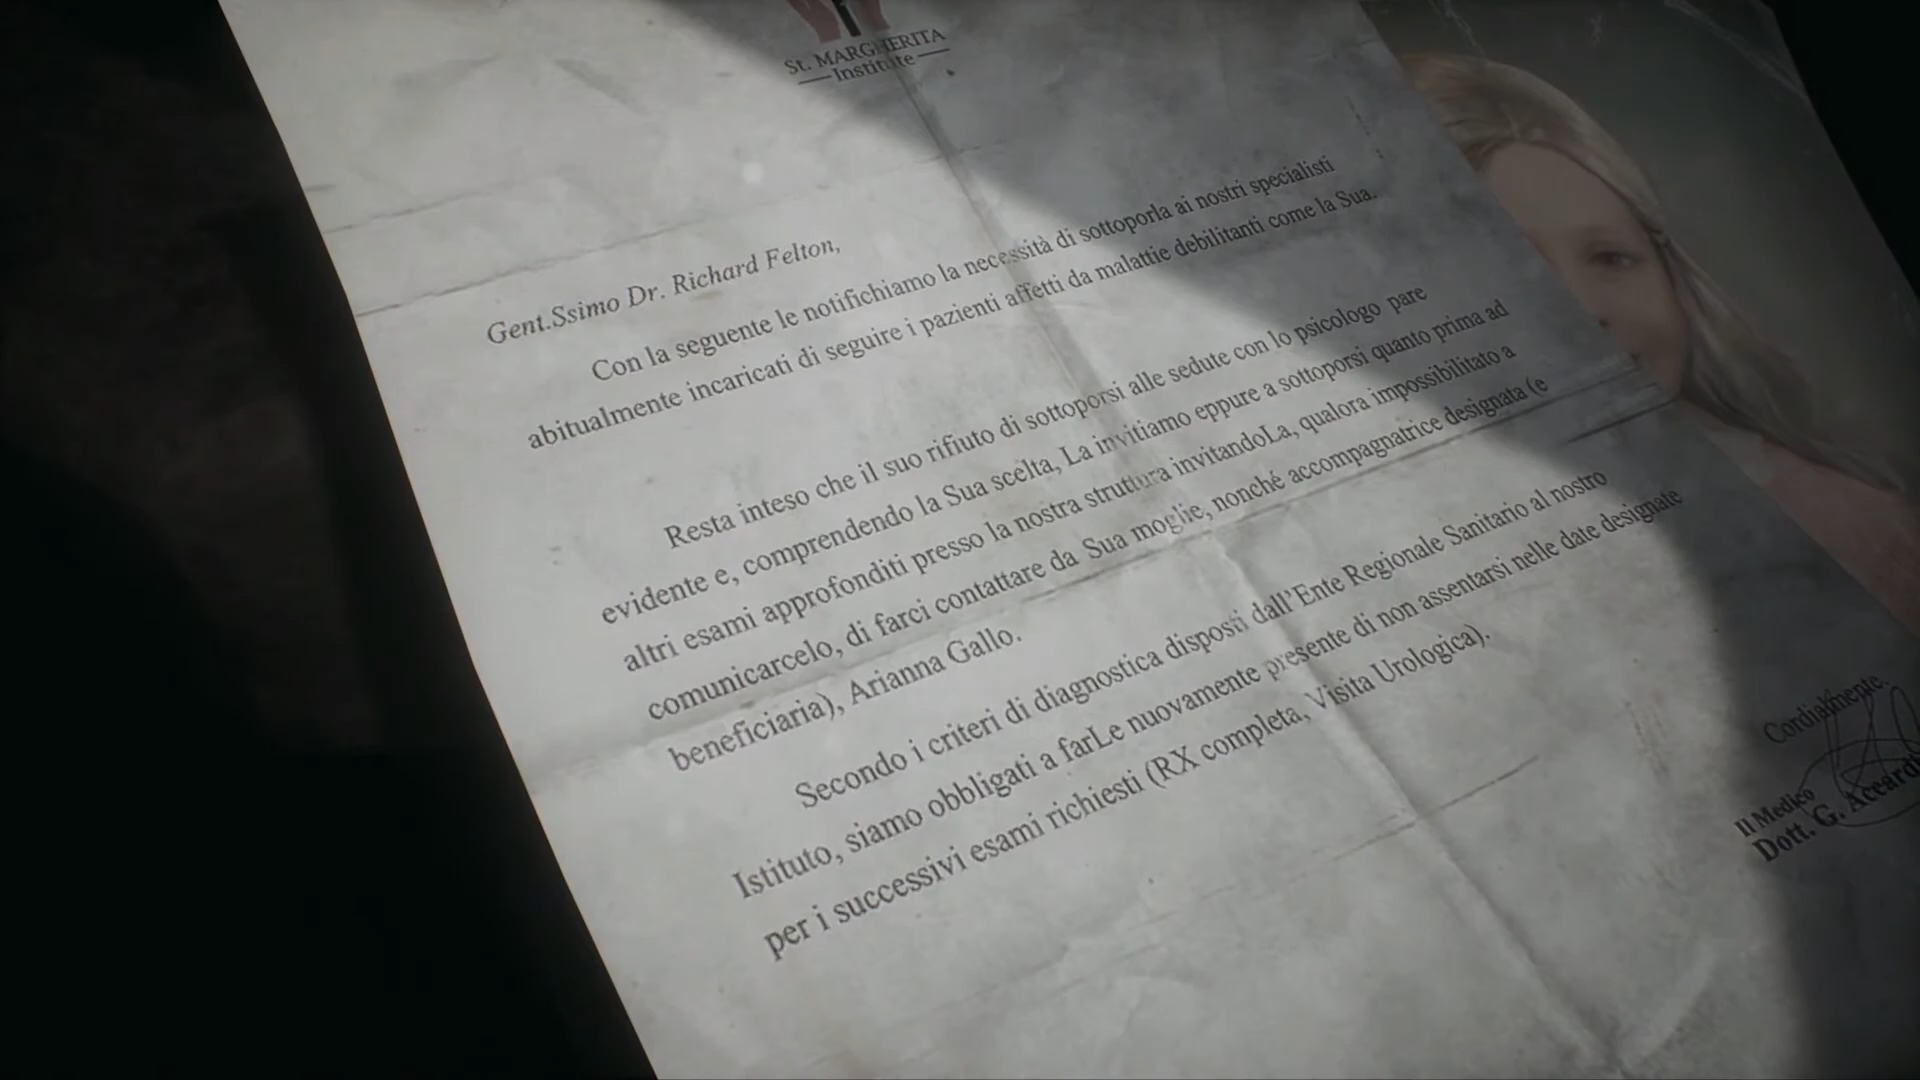 St. MARGHERITA
Institute
Gent.Ssimo Dr. Richard Felton,
Con la seguente le notifichiamo la necessità di sottoporla ai nostri specialisti
abitualmente incaricati di seguire i pazienti affetti da malattie debilitanti come la Sua.
Resta inteso che il suo rifiuto di sottoporsi alle sedute con lo psicologo pare
evidente e, comprendendo la Sua scelta, La invitiamo eppure a sottoporsi quanto prima ad
altri esami approfonditi presso la nostra struttura invitandoLa, qualora impossibilitato a
comunicarcelo, di farci contattare da Sua moglie, nonché accompagnatrice designata (e
beneficiaria), Arianna Gallo.
Secondo i criteri di diagnostica disposti dall'Ente Regionale Sanitario al nostro
Istituto, siamo obbligati a farLe nuovamente presente di non assentarsi nelle date designate
per i successivi esami richiesti (RX completa, Visita Urologica).
Cordialmente.
Il Medico
Dott. G.